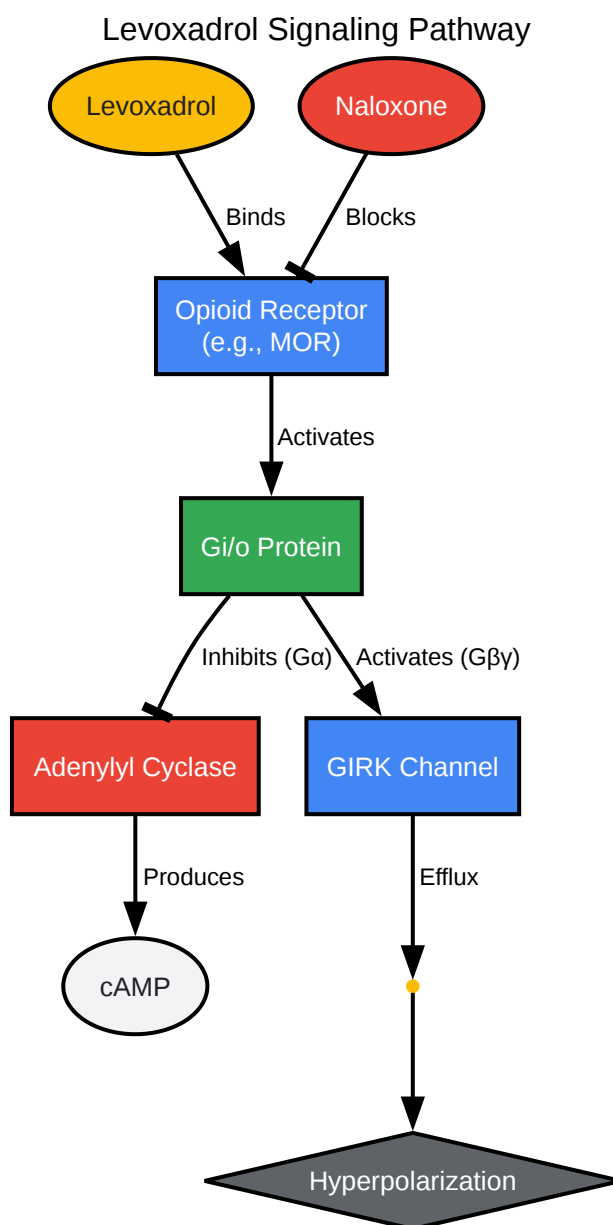 Levoxadrol Signaling Pathway
Levoxadrol
Naloxone
Binds
Blocks
Opioid Receptor
(e.g., MOR)
Activates
Gi/o Protein
Inhibits (Gα)
Activates (Gβγ)
Adenylyl Cyclase
GIRK Channel
Produces
Efflux
cAMP
Hyperpolarization